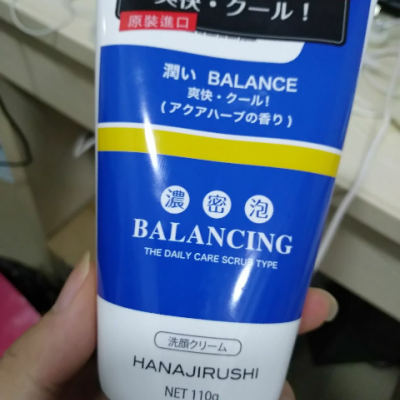 爽快・クール!
原裝進口
潤い BALANCE
爽快・クール!
(アクアハーブの香り)
濃密泡
BALANCING
THE DAILY CARE SCRUB TYPE
洗顔クリーム
HANAJIRUSHI
NET 110g